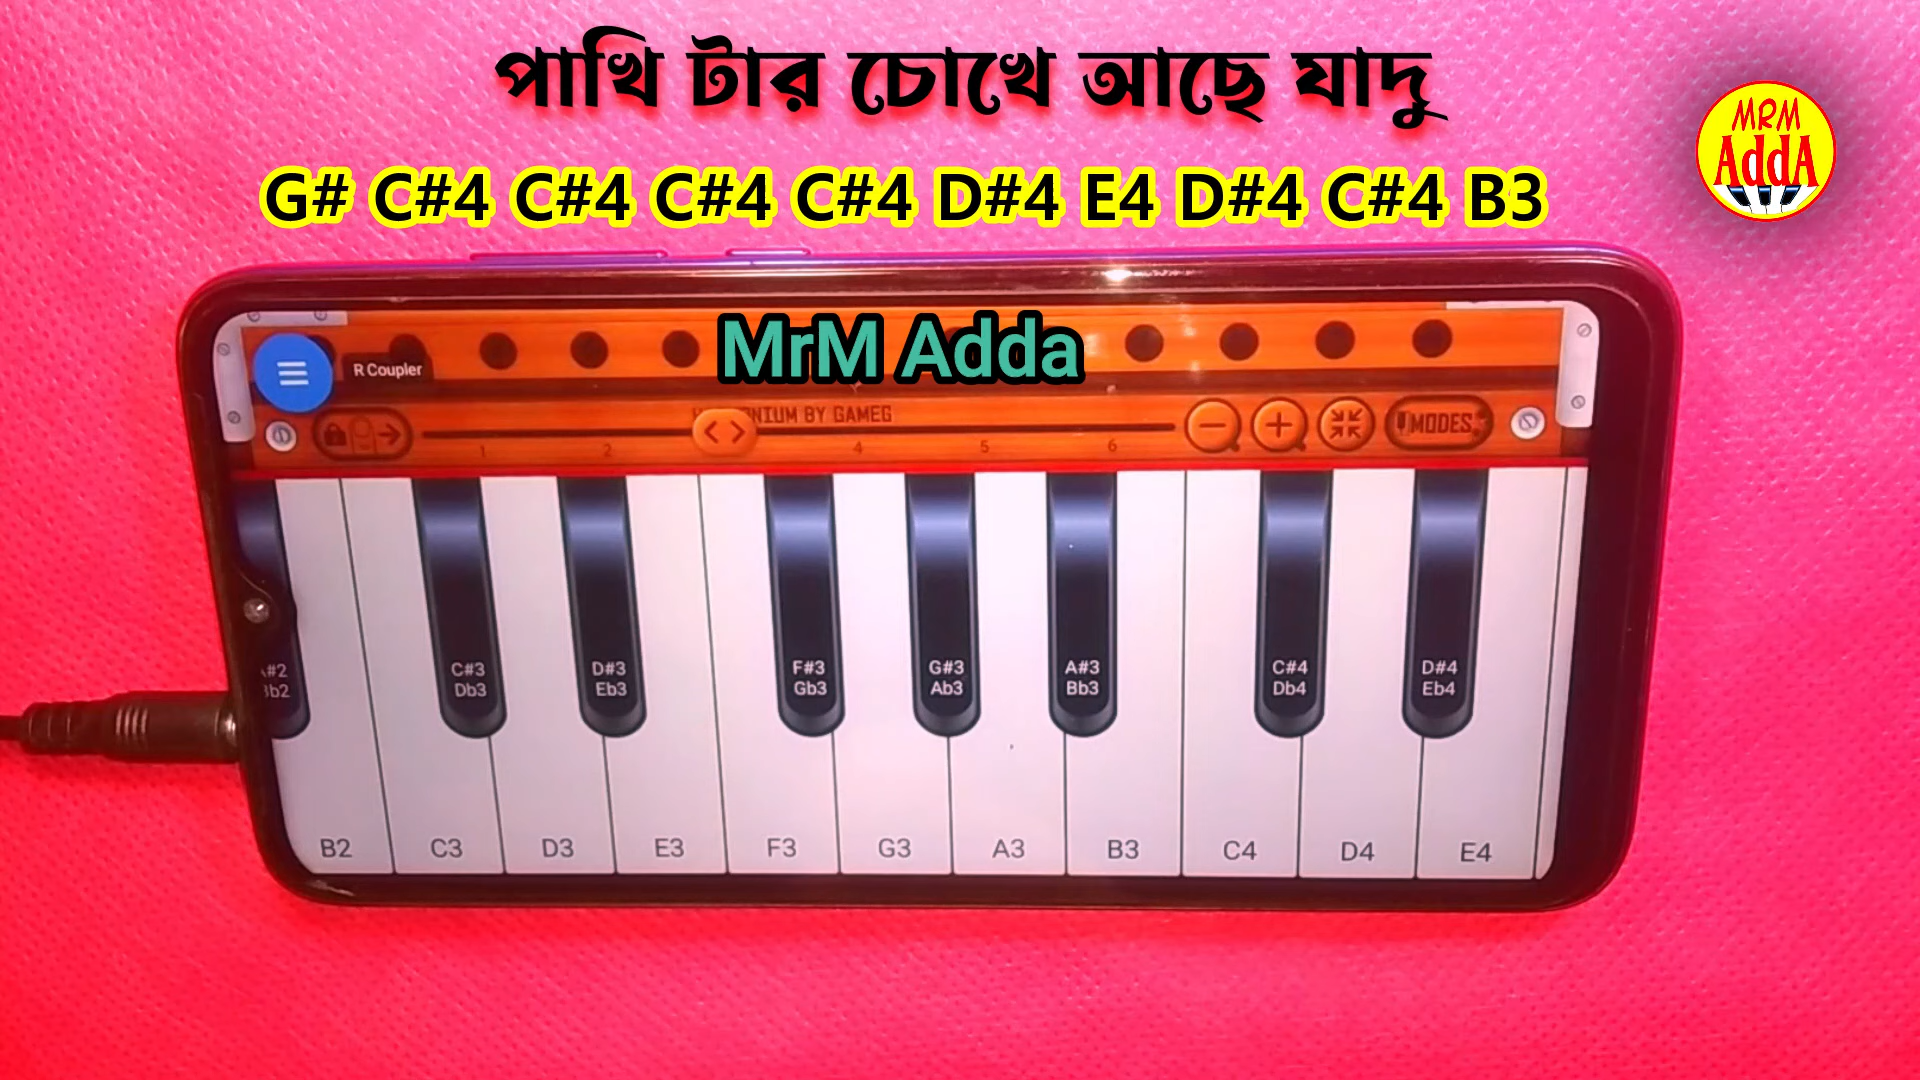 পাখি টার চোখে আছে যাদু
MRM
AddA
G# C#4 C#4 C#4 C#4 D#4 E4 D#4 C#4 B3
MrM Adda
R Coupler
BY GAMEG
MODES
1 2 4 5 6
C#3 D#3 F#3 G#3 A#3 C#4 D#4
Db3 Eb3 Gb3 Ab3 Bb3 Db4 Eb4
B2 C3 D3 E3 F3 G3 A3 B3 C4 D4 E4